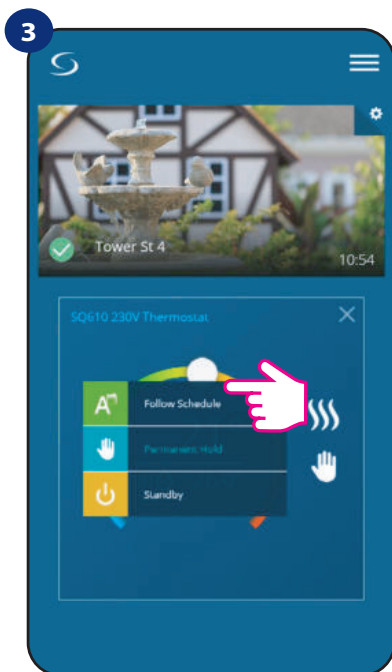 3
Tower St 4
10:54
SQ610 230V Thermostat
A
Follow Schedule
Permanent Hold
Standby